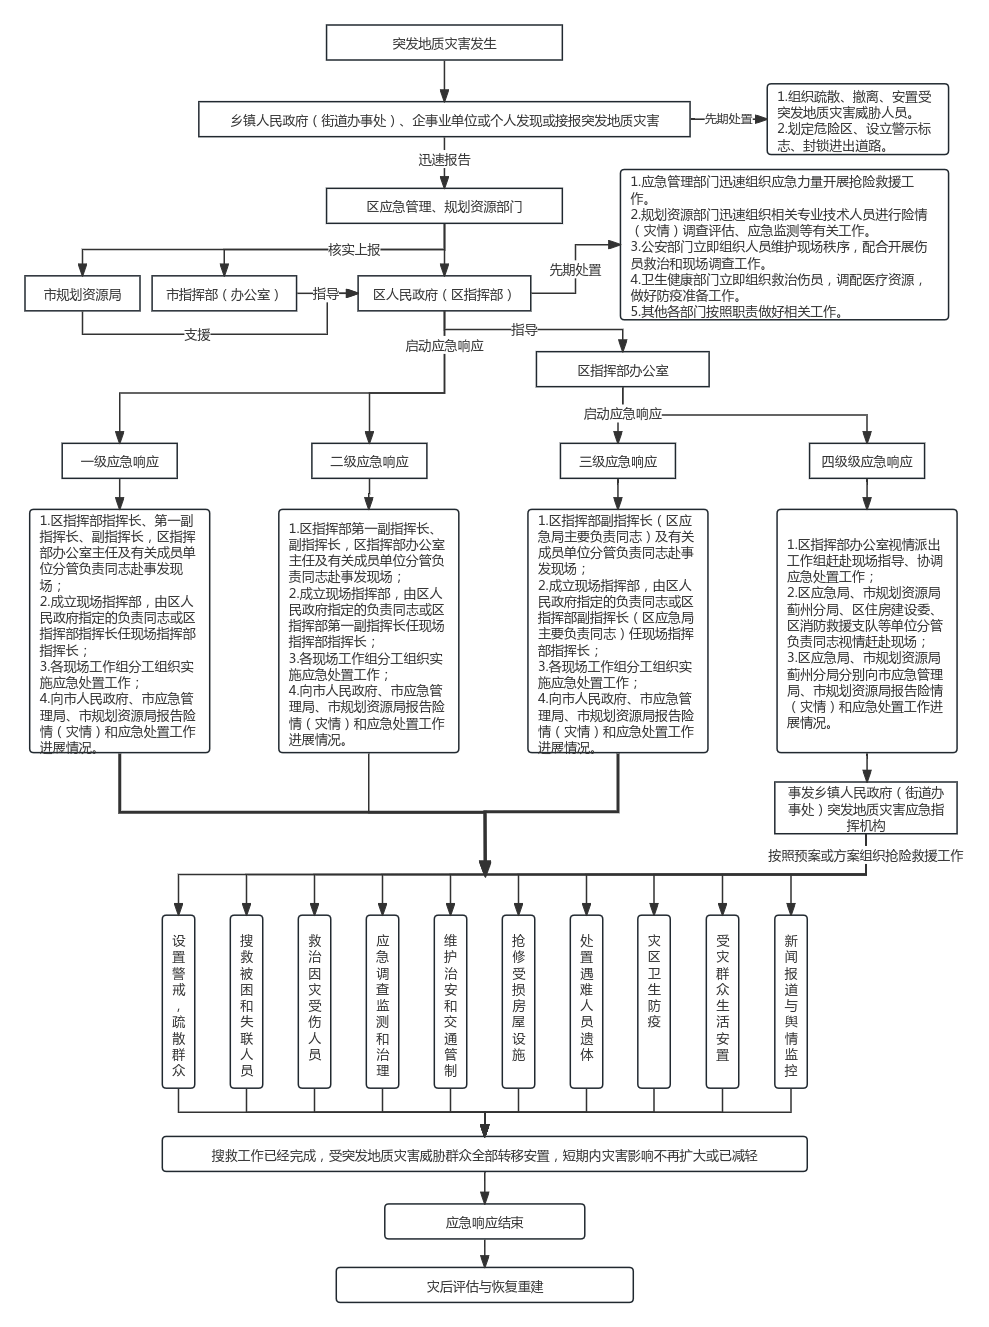 突发地质灾害发生
乡镇人民政府（街道办事处）、企事业单位或个人发现或接报突发地质灾害
先期处置
1.组织疏散、撤离、安置受
突发地质灾害威胁人员。
2.划定危险区、设立警示标
志、封锁进出道路。
迅速报告
区应急管理、规划资源部门
1.应急管理部门迅速组织应急力量开展抢险救援工
作。
2.规划资源部门迅速组织相关专业技术人员进行险情
（灾情）调查评估、应急监测等有关工作。
3.公安部门立即组织人员维护现场秩序，配合开展伤
员救治和现场调查工作。
4.卫生健康部门立即组织救治伤员，调配医疗资源，
做好防疫准备工作。
5.其他各部门按照职责做好相关工作。
核实上报
先期处置
市规划资源局
市指挥部（办公室）
指导
区人民政府（区指挥部）
支援
指导
启动应急响应
区指挥部办公室
启动应急响应
一级应急响应
二级应急响应
三级应急响应
四级级应急响应
1.区指挥部指挥长、第一副
指挥长、副指挥长，区指挥
部办公室主任及有关成员单
位分管负责同志赴事发现
场；
2.成立现场指挥部，由区人
民政府指定的负责同志或区
指挥部指挥长任现场指挥部
指挥长；
3.各现场工作组分工组织实
施应急处置工作；
4.向市人民政府、市应急管
理局、市规划资源局报告险
情（灾情）和应急处置工作
进展情况。
1.区指挥部第一副指挥长、
副指挥长，区指挥部办公室
主任及有关成员单位分管负
责同志赴事发现场；
2.成立现场指挥部，由区人
民政府指定的负责同志或区
指挥部第一副指挥长任现场
指挥部指挥长；
3.各现场工作组分工组织实
施应急处置工作；
4.向市人民政府、市应急管
理局、市规划资源局报告险
情（灾情）和应急处置工作
进展情况。
1.区指挥部副指挥长（区应
急局主要负责同志）及有关
成员单位分管负责同志赴事
发现场；
2.成立现场指挥部，由区人
民政府指定的负责同志或区
指挥部副指挥长（区应急局
主要负责同志）任现场指挥
部指挥长；
3.各现场工作组分工组织实
施应急处置工作；
4.向市人民政府、市应急管
理局、市规划资源局报告险
情（灾情）和应急处置工作
进展情况。
1.区指挥部办公室视情派出
工作组赶赴现场指导、协调
应急处置工作；
2.区应急局、市规划资源局
蓟州分局、区住房建设委、
区消防救援支队等单位分管
负责同志视情赶赴现场；
3.区应急局、市规划资源局
蓟州分局分别向市应急管理
局、市规划资源局报告险情
（灾情）和应急处置工作进
展情况。
事发乡镇人民政府（街道办
事处）突发地质灾害应急指
挥机构
按照预案或方案组织抢险救援工作
设置警戒，疏散群众
搜救被困和失联人员
救治因灾受伤人员
应急调查监测和治理
维护治安和交通管制
抢修受损房屋设施
处置遇难人员遗体
灾区卫生防疫
受灾群众生活安置
新闻报道与舆情监控
搜救工作已经完成，受突发地质灾害威胁群众全部转移安置，短期内灾害影响不再扩大或已减轻
应急响应结束
灾后评估与恢复重建